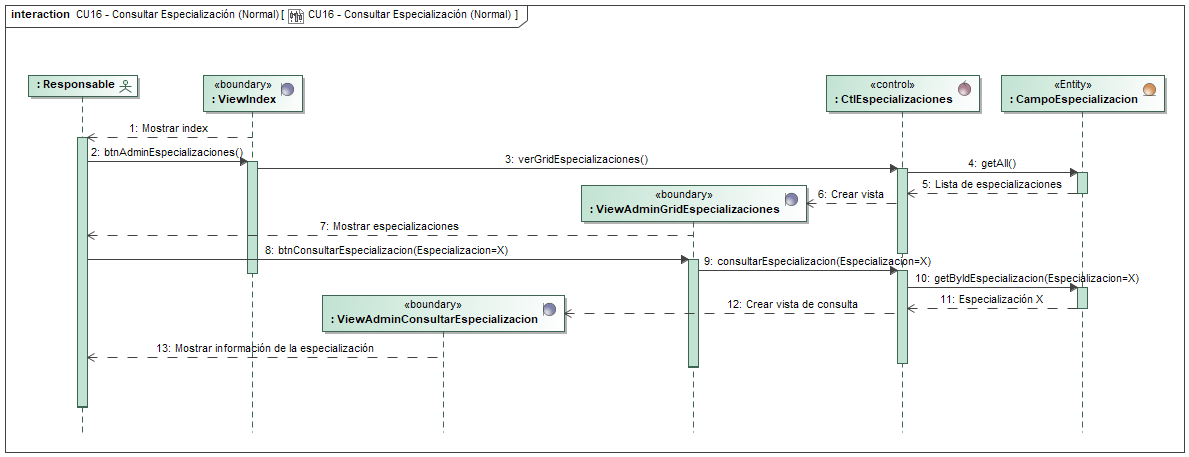 interaction CU16 - Consultar Especialización (Normal) [ CU16 - Consultar Especialización (Normal) ]
: Responsable
«boundary»
: ViewIndex
«control»
: CtlEspecializaciones
«Entity»
: CampoEspecializacion
1: Mostrar index
2: btnAdminEspecializaciones()
3: verGridEspecializaciones()
4: getAll()
5: Lista de especializaciones
6: Crear vista
«boundary»
: ViewAdminGridEspecializaciones
7: Mostrar especializaciones
8: btnConsultarEspecializacion(Especializacion=X)
9: consultarEspecializacion(Especializacion=X)
10: getByIdEspecializacion(Especializacion=X)
11: Especialización X
12: Crear vista de consulta
«boundary»
: ViewAdminConsultarEspecializacion
13: Mostrar información de la especialización